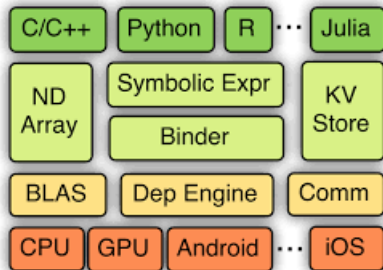 C/C++ Python R ... Julia
ND Array Symbolic Expr KV Store
Binder
BLAS Dep Engine Comm
CPU GPU Android ... iOS